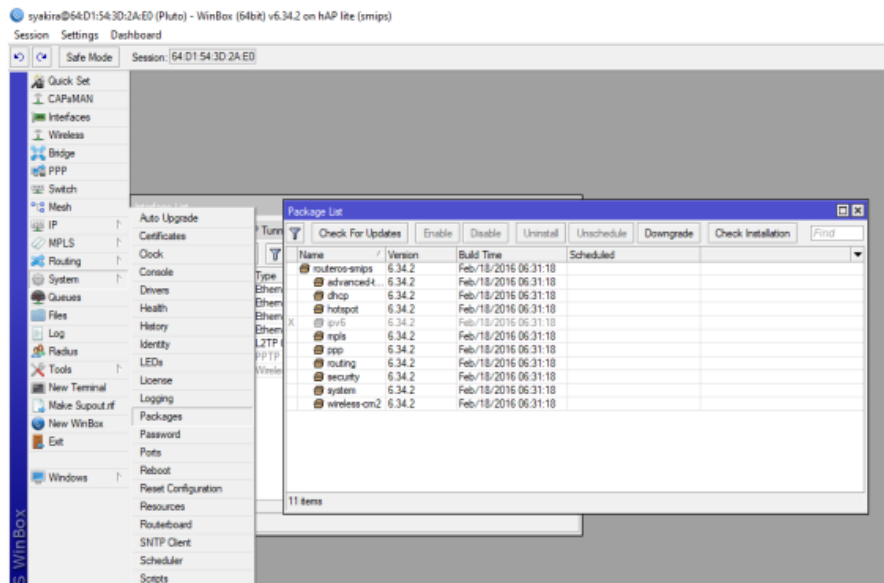 syakira@64:D1:54:3D:2A:E0 (Pluto) - WinBox (64bit) v6.34.2 on hAP lite (smips)
Session Settings Dashboard
Safe Mode Session: 64:D1:54:3D:2A:E0
Quick Set
CAPsMAN
Interfaces
Wireless
Bridge
PPP
Switch
Mesh
IP
MPLS
Routing
System
Queues
Files
Log
Radius
Tools
New Terminal
Make Supout.rif
New WinBox
Exit
Windows
WinBox
Auto Upgrade
Certificates
Clock
Console
Drivers
Health
History
Identity
LEDs
License
Logging
Packages
Password
Ports
Reboot
Reset Configuration
Resources
Routerboard
SNTP Client
Scheduler
Scripts
Interface List
Type
Ethern
Ethern
Ethern
Ethern
L2TP
PPTP
Wirele
Package List
Check For Updates Enable Disable Uninstall Unschedule Downgrade Check Installation Find
Name / Version Build Time Scheduled
routeros-smips 6.34.2 Feb/18/2016 06:31:18
advanced-t... 6.34.2 Feb/18/2016 06:31:18
dhcp 6.34.2 Feb/18/2016 06:31:18
hotspot 6.34.2 Feb/18/2016 06:31:18
X ipv6 6.34.2 Feb/18/2016 06:31:18
mpls 6.34.2 Feb/18/2016 06:31:18
ppp 6.34.2 Feb/18/2016 06:31:18
routing 6.34.2 Feb/18/2016 06:31:18
security 6.34.2 Feb/18/2016 06:31:18
system 6.34.2 Feb/18/2016 06:31:18
wireless-cm2 6.34.2 Feb/18/2016 06:31:18
11 items